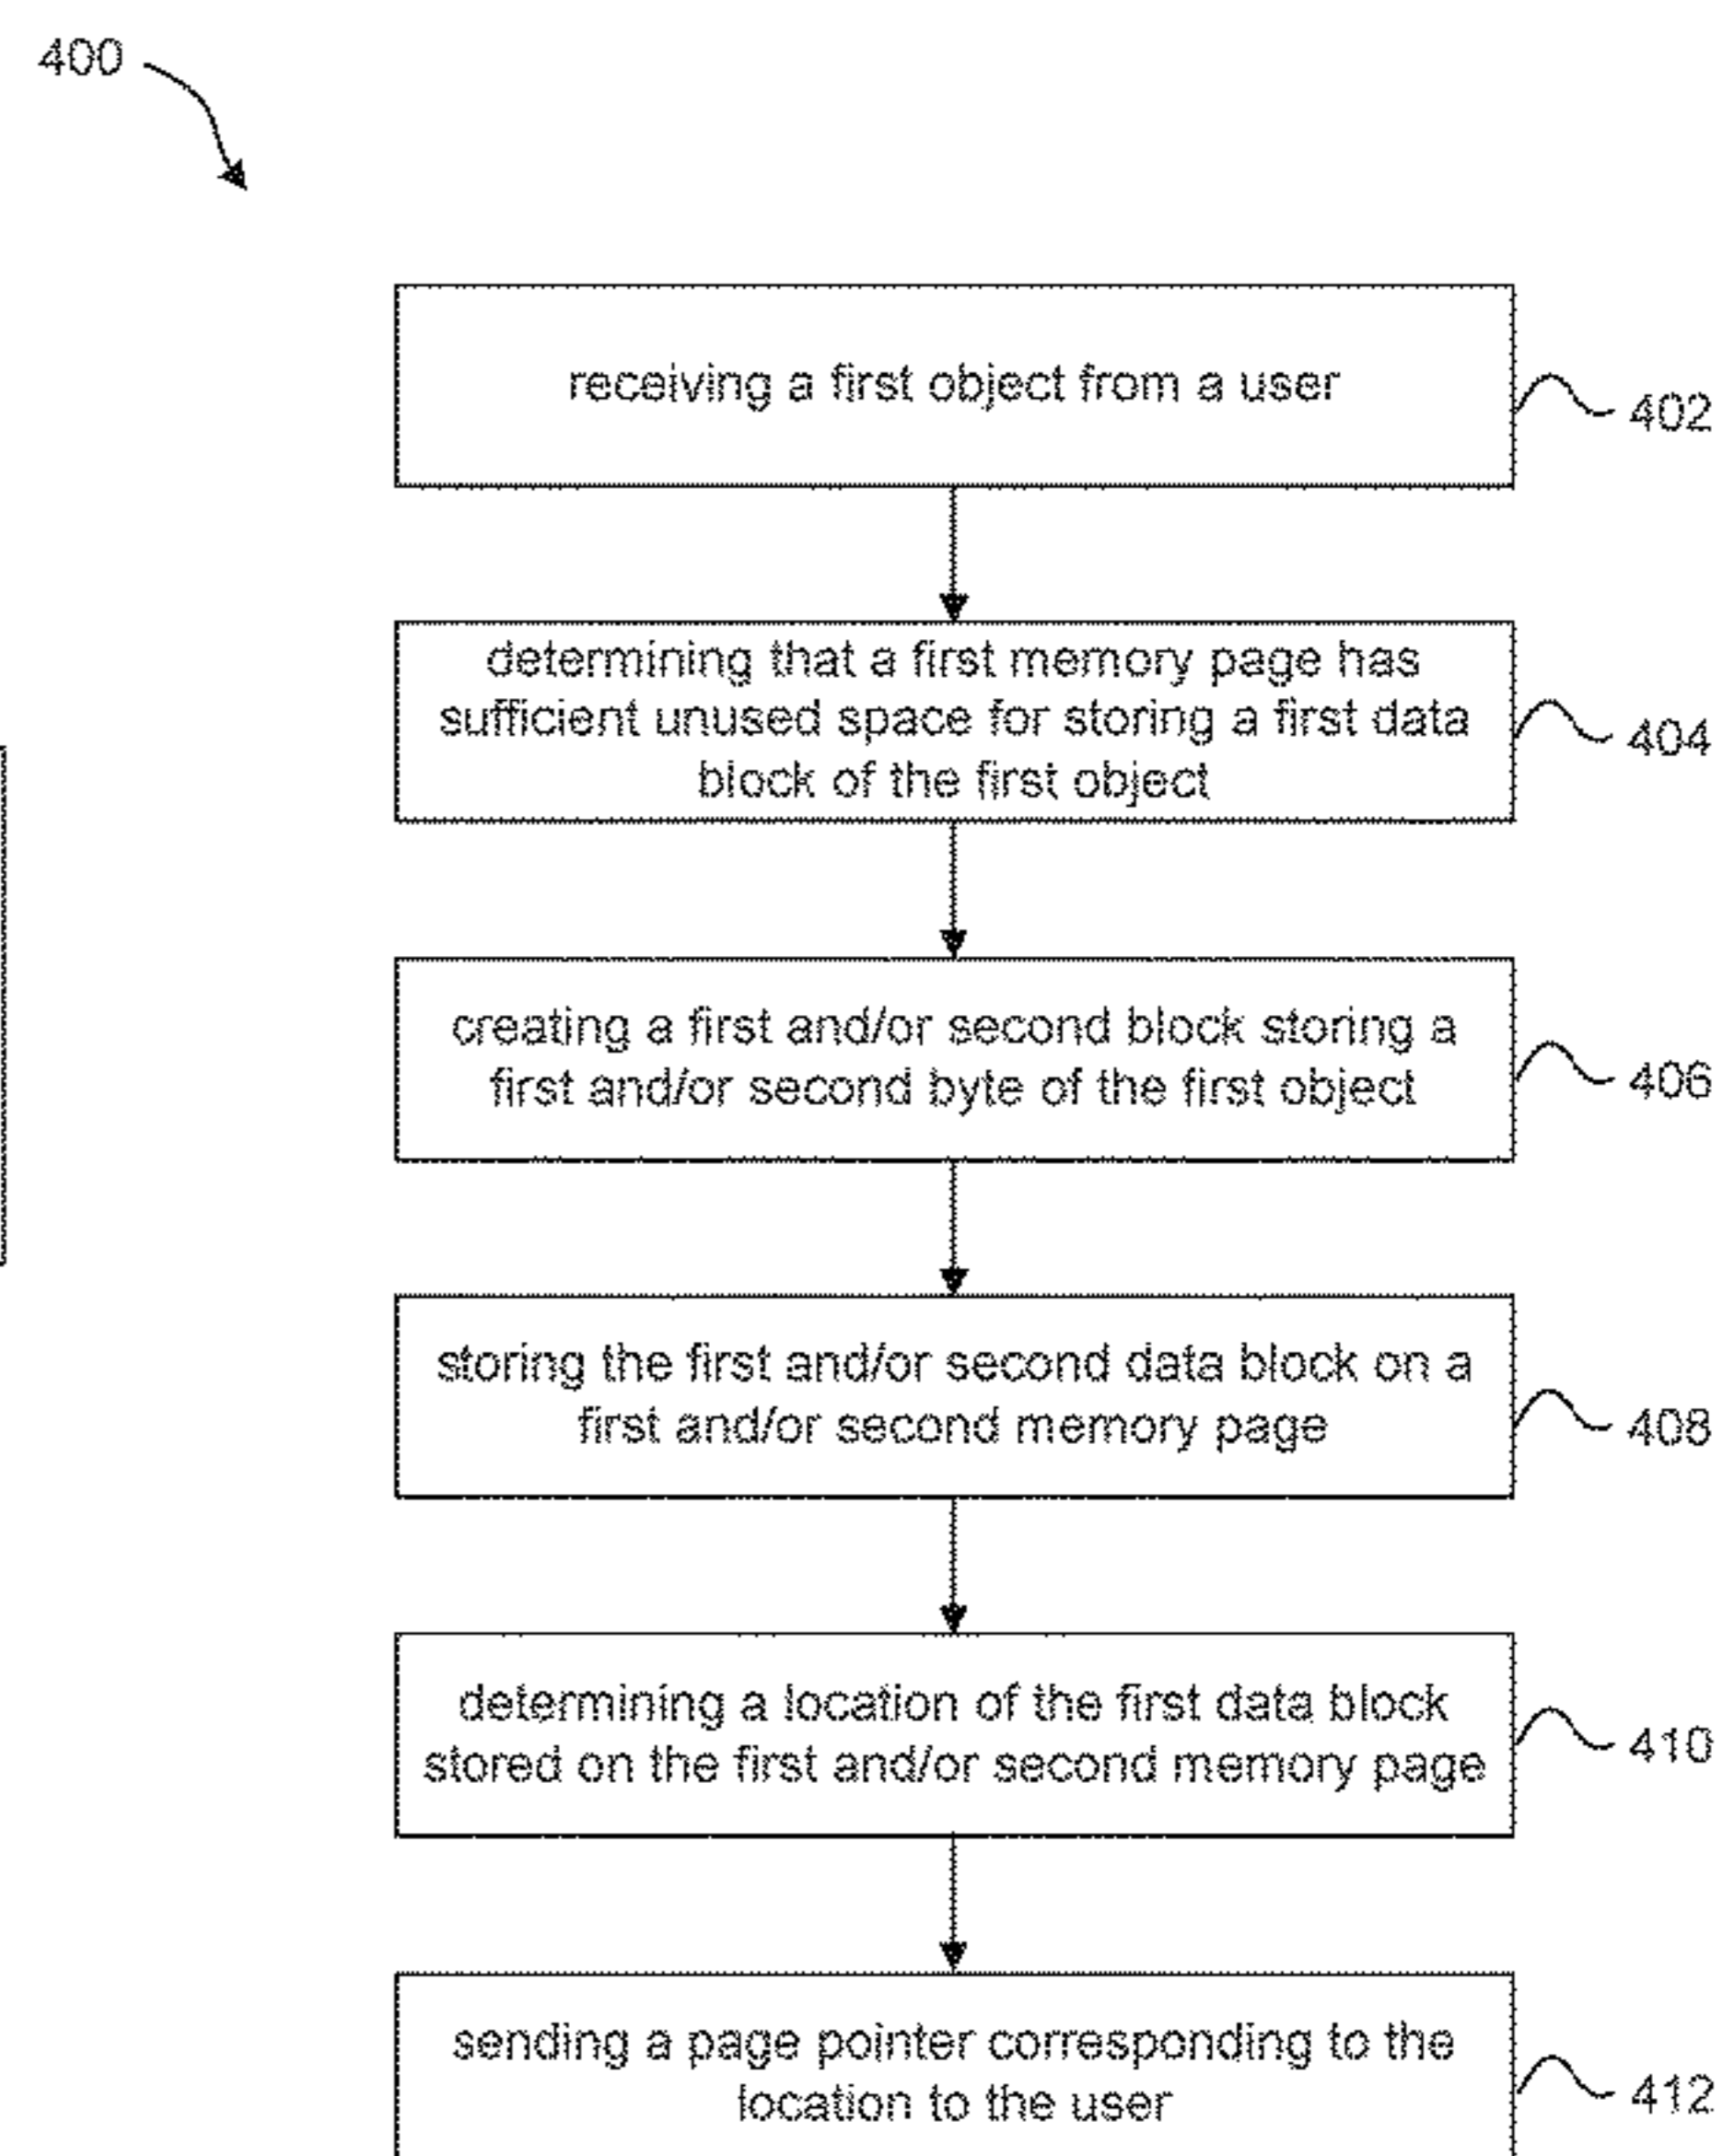 400
receiving a first object from a user
402
determining that a first memory page has
sufficient unused space for storing a first data
block of the first object
404
creating a first and/or second block storing a
first and/or second byte of the first object
406
storing the first and/or second data block on a
first and/or second memory page
408
determining a location of the first data block
stored on the first and/or second memory page
410
sending a page pointer corresponding to the
location to the user
412